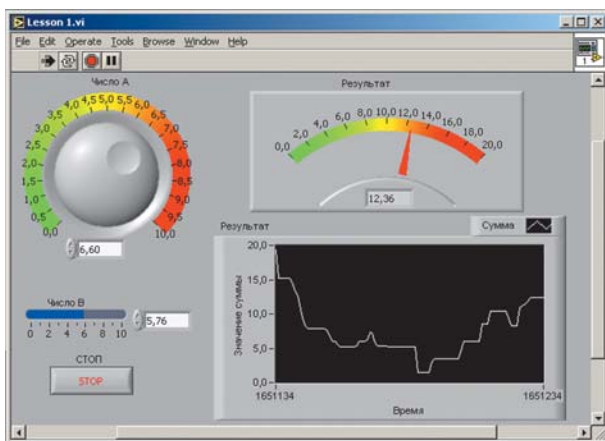 Lesson 1.vi
File Edit Operate Tools Browse Window Help
1
Число A
0,0 0,5 1,0 1,5 2,0 2,5 3,0 3,5 4,0 4,5 5,0 5,5 6,0 6,5 7,0 7,5 8,0 8,5 9,0 9,5 10,0
6,60
Результат
0,0 2,0 4,0 6,0 8,0 10,0 12,0 14,0 16,0 18,0 20,0
12,36
Число B
0 2 4 6 8 10
5,76
СТОП
STOP
Результат
Сумма
Значение суммы
20,0
15,0
10,0
5,0
0,0
1651134 1651234
Время